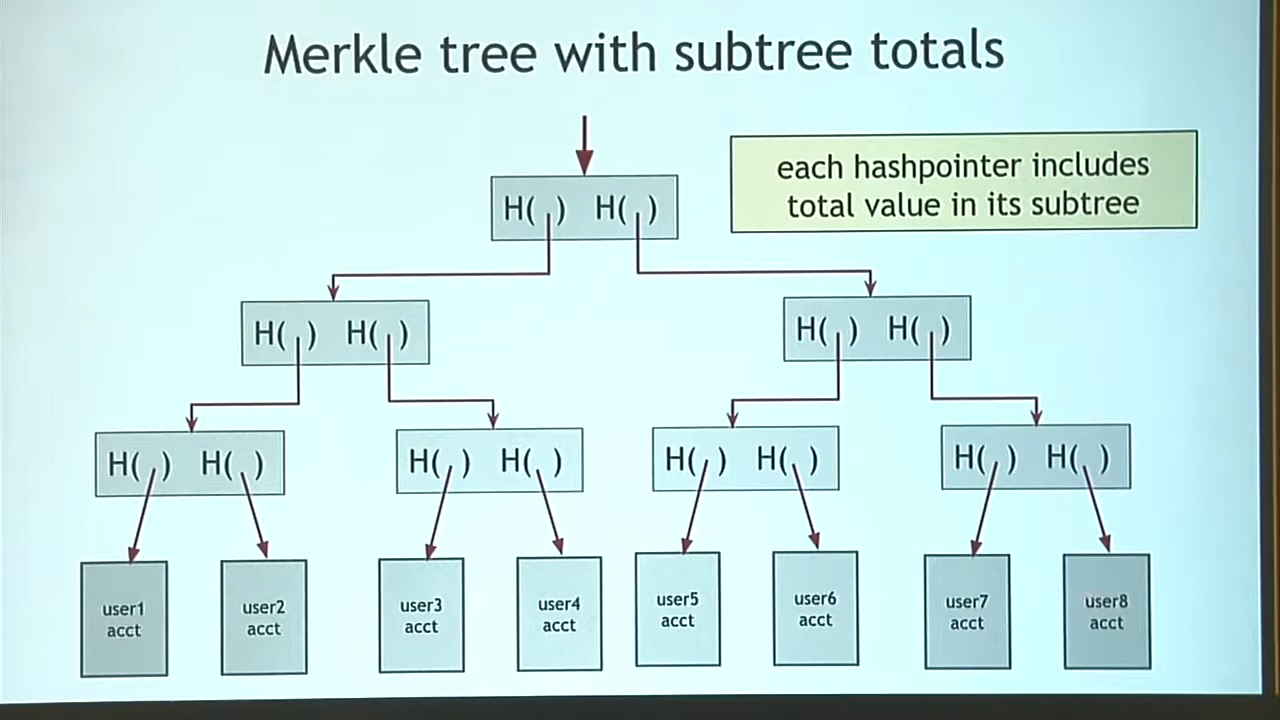 Merkle tree with subtree totals
each hashpointer includes
total value in its subtree
H( ) H( )
H( ) H( )
H( ) H( )
H( ) H( )
H( ) H( )
H( ) H( )
H( ) H( )
user1
acct
user2
acct
user3
acct
user4
acct
user5
acct
user6
acct
user7
acct
user8
acct